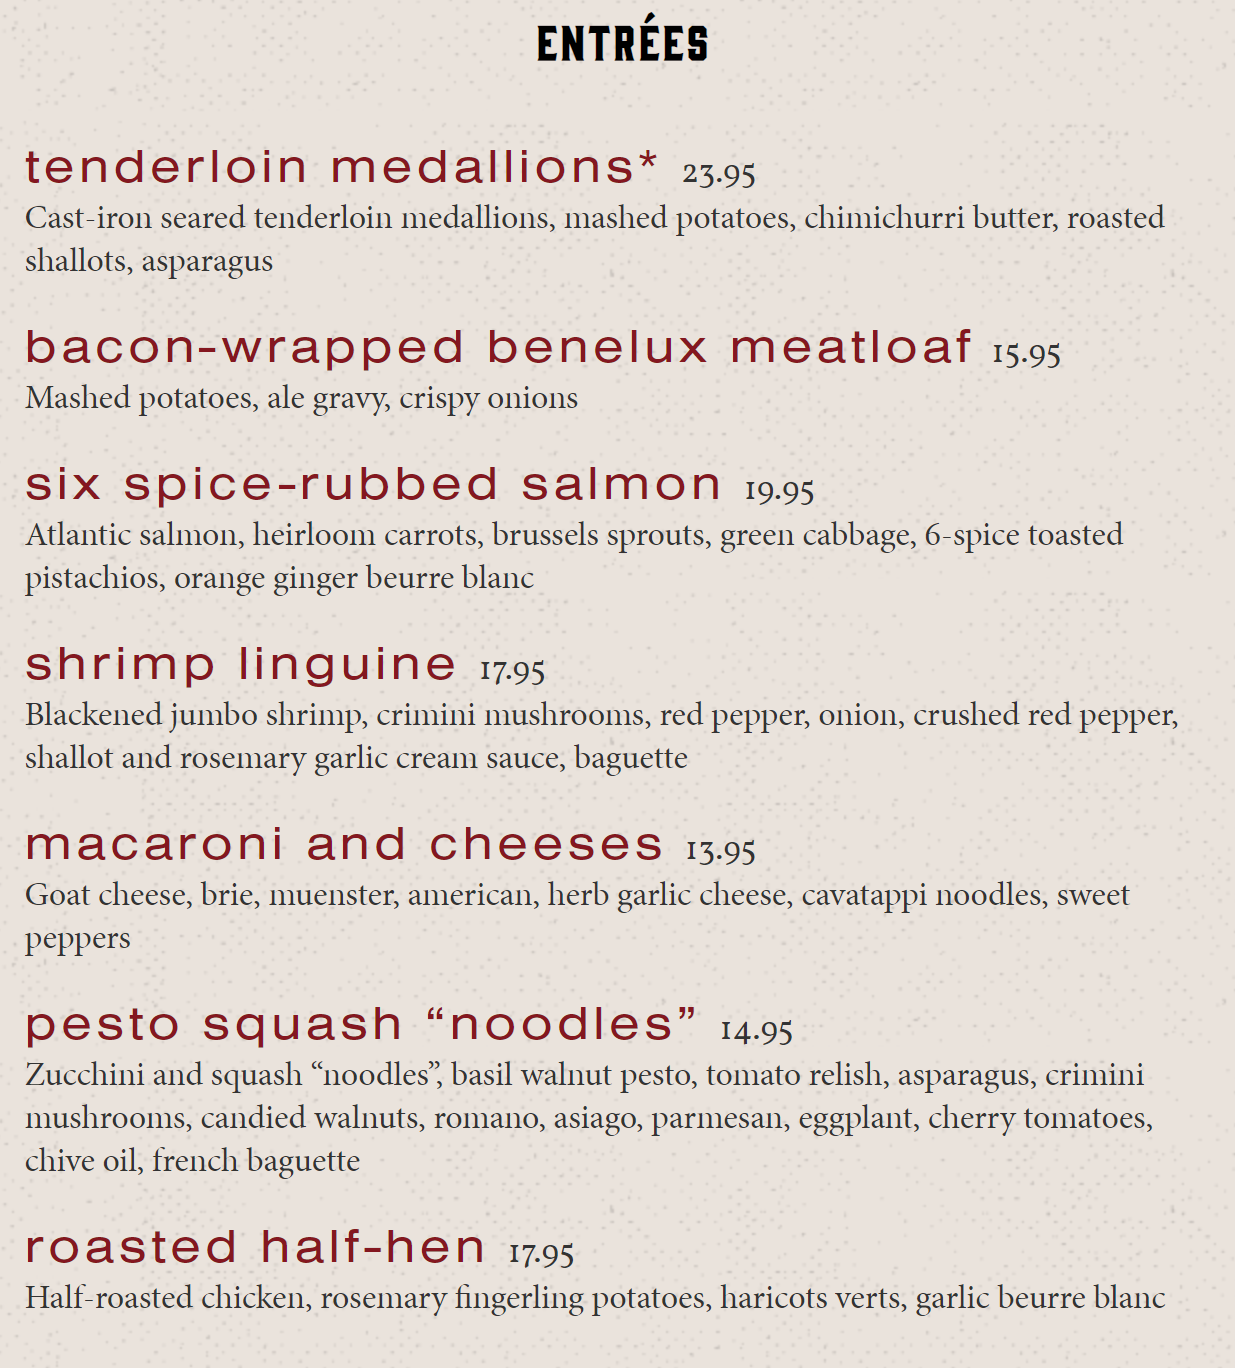 ENTRÉES
tenderloin medallions* 23.95
Cast-iron seared tenderloin medallions, mashed potatoes, chimichurri butter, roasted
shallots, asparagus
bacon-wrapped benelux meatloaf 15.95
Mashed potatoes, ale gravy, crispy onions
six spice-rubbed salmon 19.95
Atlantic salmon, heirloom carrots, brussels sprouts, green cabbage, 6-spice toasted
pistachios, orange ginger beurre blanc
shrimp linguine 17.95
Blackened jumbo shrimp, crimini mushrooms, red pepper, onion, crushed red pepper,
shallot and rosemary garlic cream sauce, baguette
macaroni and cheeses 13.95
Goat cheese, brie, muenster, american, herb garlic cheese, cavatappi noodles, sweet
peppers
pesto squash “noodles” 14.95
Zucchini and squash “noodles”, basil walnut pesto, tomato relish, asparagus, crimini
mushrooms, candied walnuts, romano, asiago, parmesan, eggplant, cherry tomatoes,
chive oil, french baguette
roasted half-hen 17.95
Half-roasted chicken, rosemary fingerling potatoes, haricots verts, garlic beurre blanc